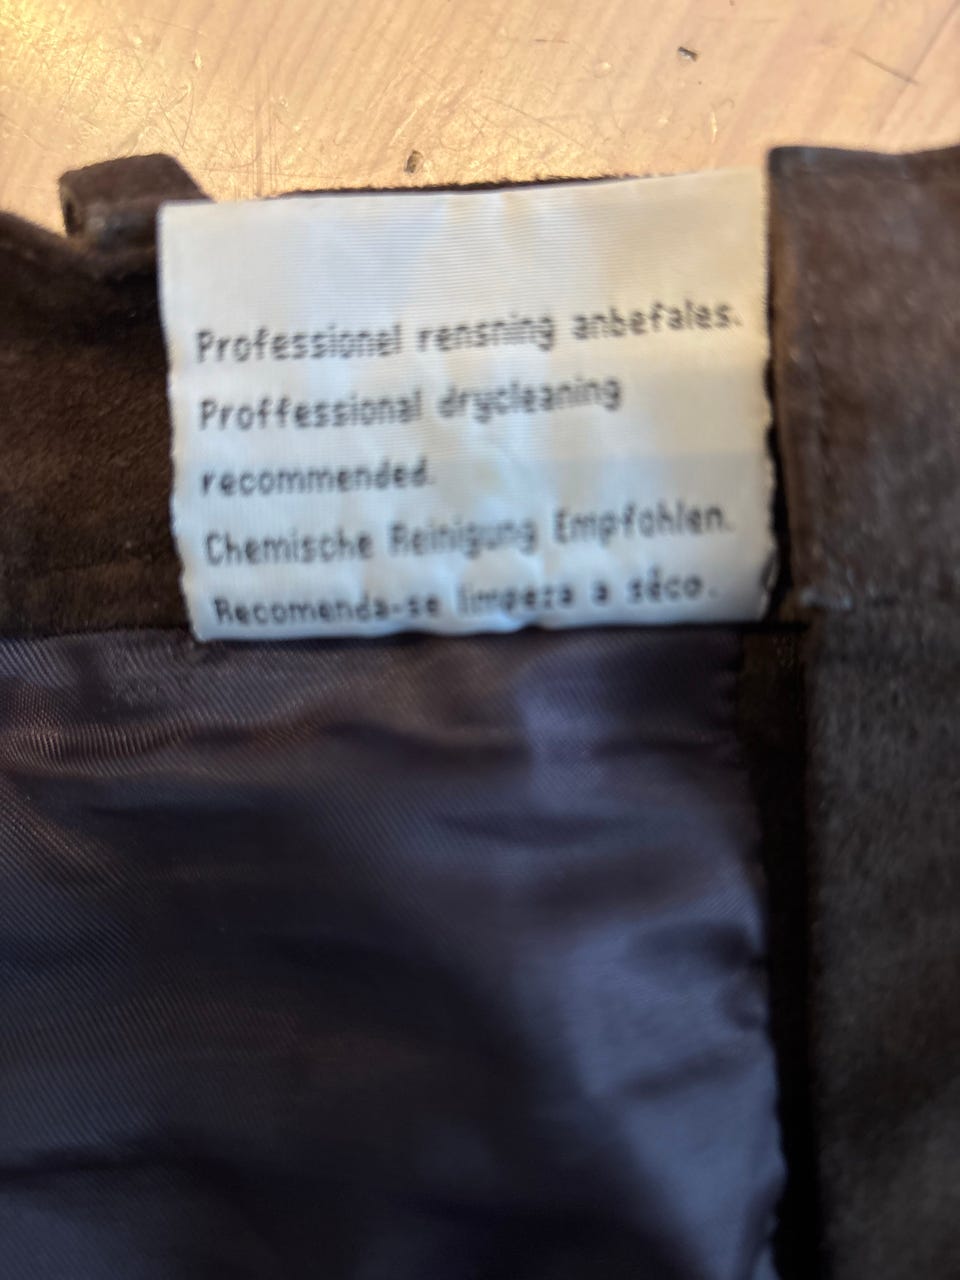 Professionel rensning anbefales.
Proffessional drycleaning
recommended.
Chemische Reinigung Empfohlen.
Recomenda-se limpeza a sêco.